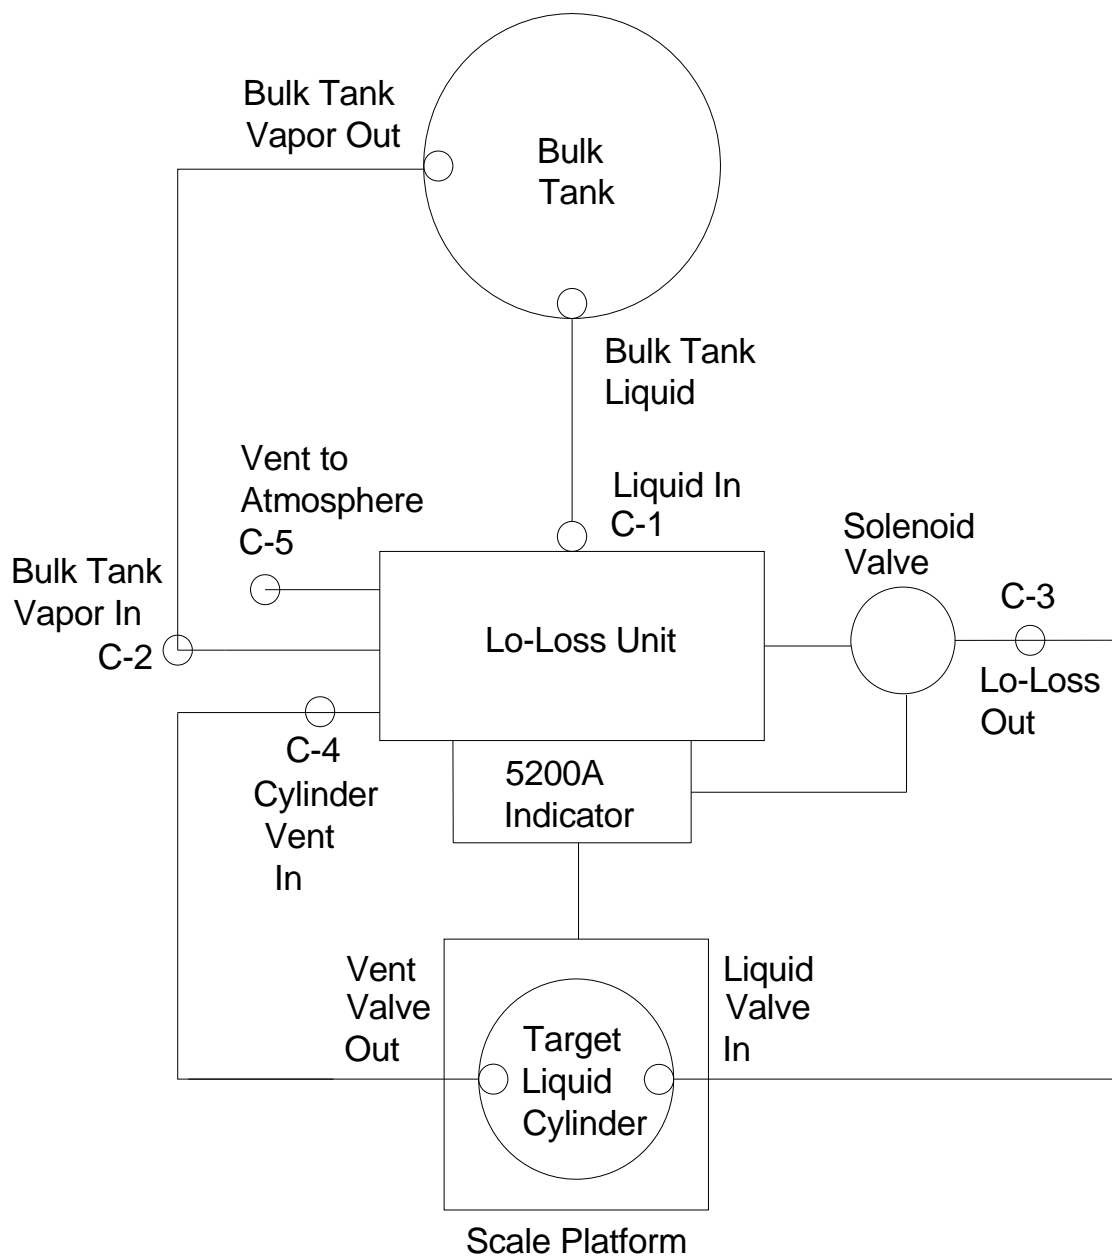 Bulk Tank
Vapor Out
Bulk
Tank
Bulk Tank
Liquid
Vent to
Atmosphere
C-5
Liquid In
C-1
Solenoid
Valve
Bulk Tank
Vapor In
C-2
Lo-Loss Unit
C-3
Lo-Loss
Out
C-4
Cylinder
Vent
In
5200A
Indicator
Vent
Valve
Out
Liquid
Valve
In
Target
Liquid
Cylinder
Scale Platform